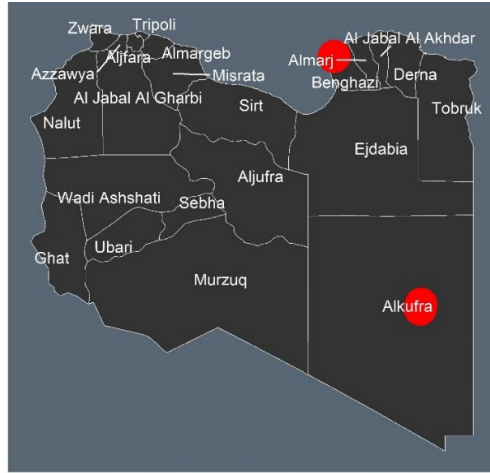 Tripoli
Zwara
Al Jabal Al Akhdar
Aljfara
Almargeb
Almarj
Azzawya
Misrata
Benghazi
Derna
Al Jabal Al Gharbi
Sirt
Tobruk
Nalut
Ejdabia
Aljufra
Wadi Ashshati
Sebha
Ubari
Ghat
Murzuq
Alkufra